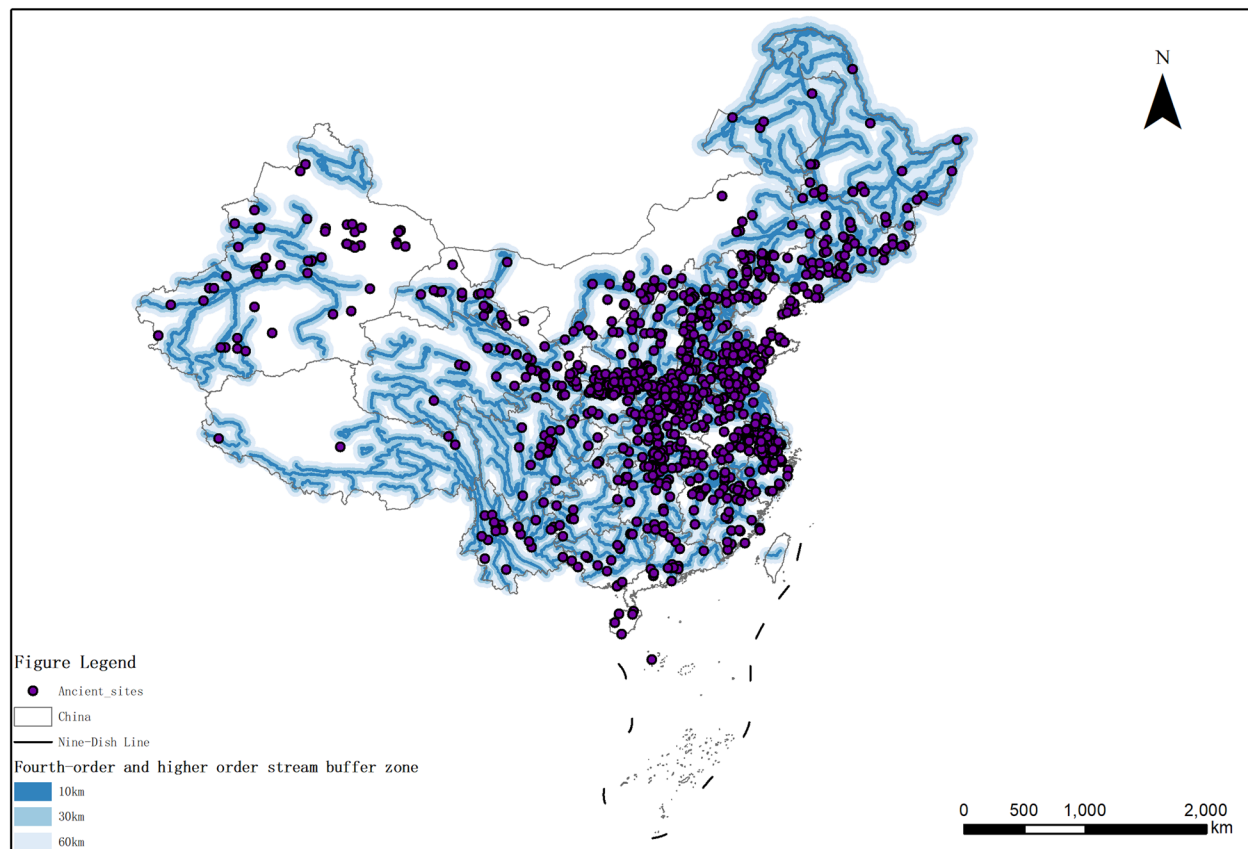 N
Figure Legend
Ancient_sites
China
Nine-Dish Line
Fourth-order and higher order stream buffer zone
10km
30km
60km
0 500 1,000 2,000
km